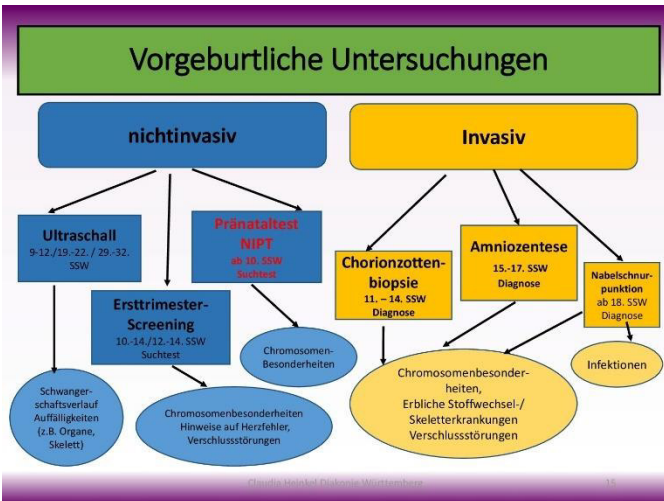 Vorgeburtliche Untersuchungen
nichtinvasiv
Invasiv
Ultraschall
9-12./19.-22. / 29.-32.
SSW
Ersttrimester-
Screening
10.-14./12.-14. SSW
Suchtest
Pränataltest
NIPT
ab 10. SSW
Suchtest
Chorionzotten-
biopsie
11. – 14. SSW
Diagnose
Amniozentese
15.-17. SSW
Diagnose
Nabelschnur-
punktion
ab 18. SSW
Diagnose
Schwanger-
schaftsverlauf
Auffälligkeiten
(z.B. Organe,
Skelett)
Chromosomenbesonderheiten
Hinweise auf Herzfehler,
Verschlussstörungen
Chromosomen-
Besonderheiten
Chromosomenbesonder-
heiten,
Erbliche Stoffwechsel-/
Skeletterkrankungen
Verschlussstörungen
Infektionen
Claudia Heinkel Diakonie Württemberg
15